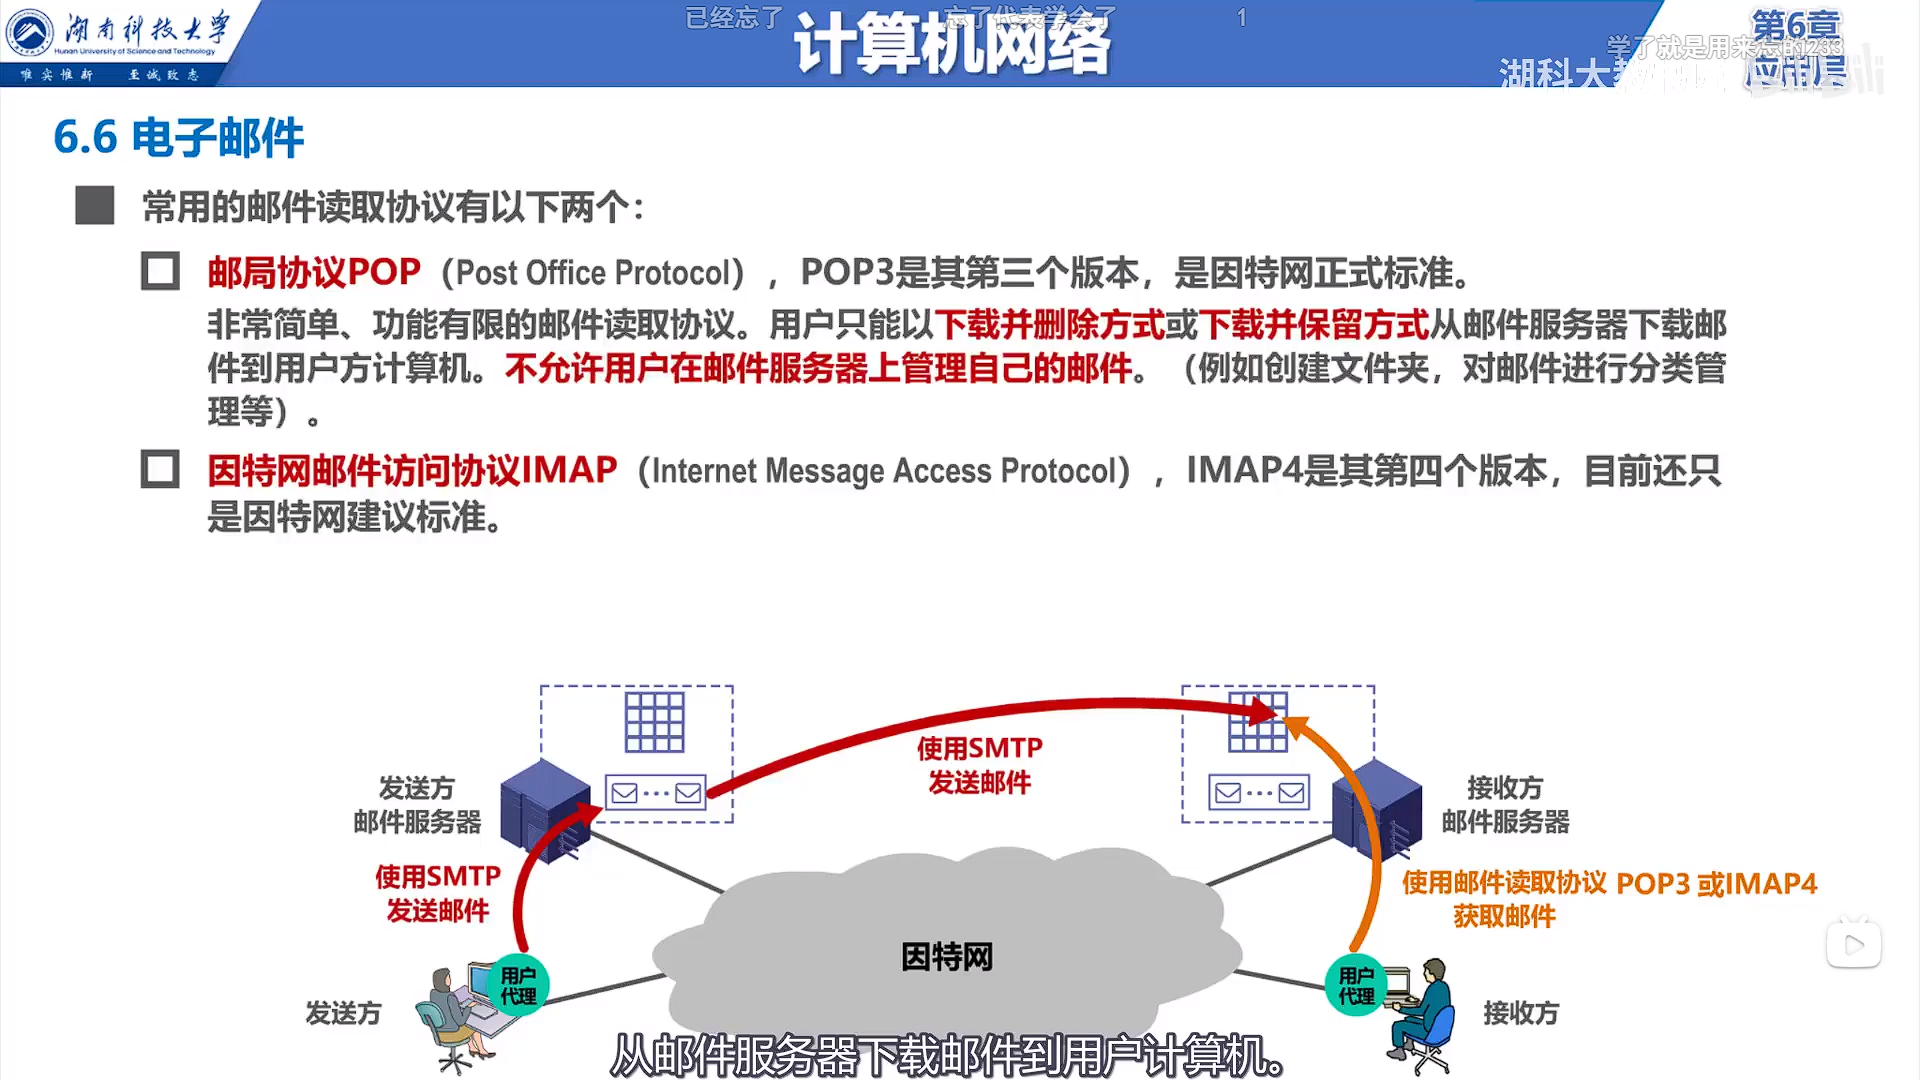 湖南科技大学
Hunan University of Science and Technology
唯实惟新 至诚致志
已经忘了
忘了代表学会了
1
计算机网络
第6章
学了就是用来忘的233
湖科大
应用层
6.6 电子邮件
常用的邮件读取协议有以下两个：
邮局协议POP（Post Office Protocol），POP3是其第三个版本，是因特网正式标准。
非常简单、功能有限的邮件读取协议。用户只能以下载并删除方式或下载并保留方式从邮件服务器下载邮
件到用户方计算机。不允许用户在邮件服务器上管理自己的邮件。（例如创建文件夹，对邮件进行分类管
理等）。
因特网邮件访问协议IMAP（Internet Message Access Protocol），IMAP4是其第四个版本，目前还只
是因特网建议标准。
使用SMTP
发送邮件
发送方
邮件服务器
接收方
邮件服务器
使用SMTP
发送邮件
使用邮件读取协议 POP3 或IMAP4
获取邮件
因特网
用户
代理
用户
代理
发送方
接收方
从邮件服务器下载邮件到用户计算机。